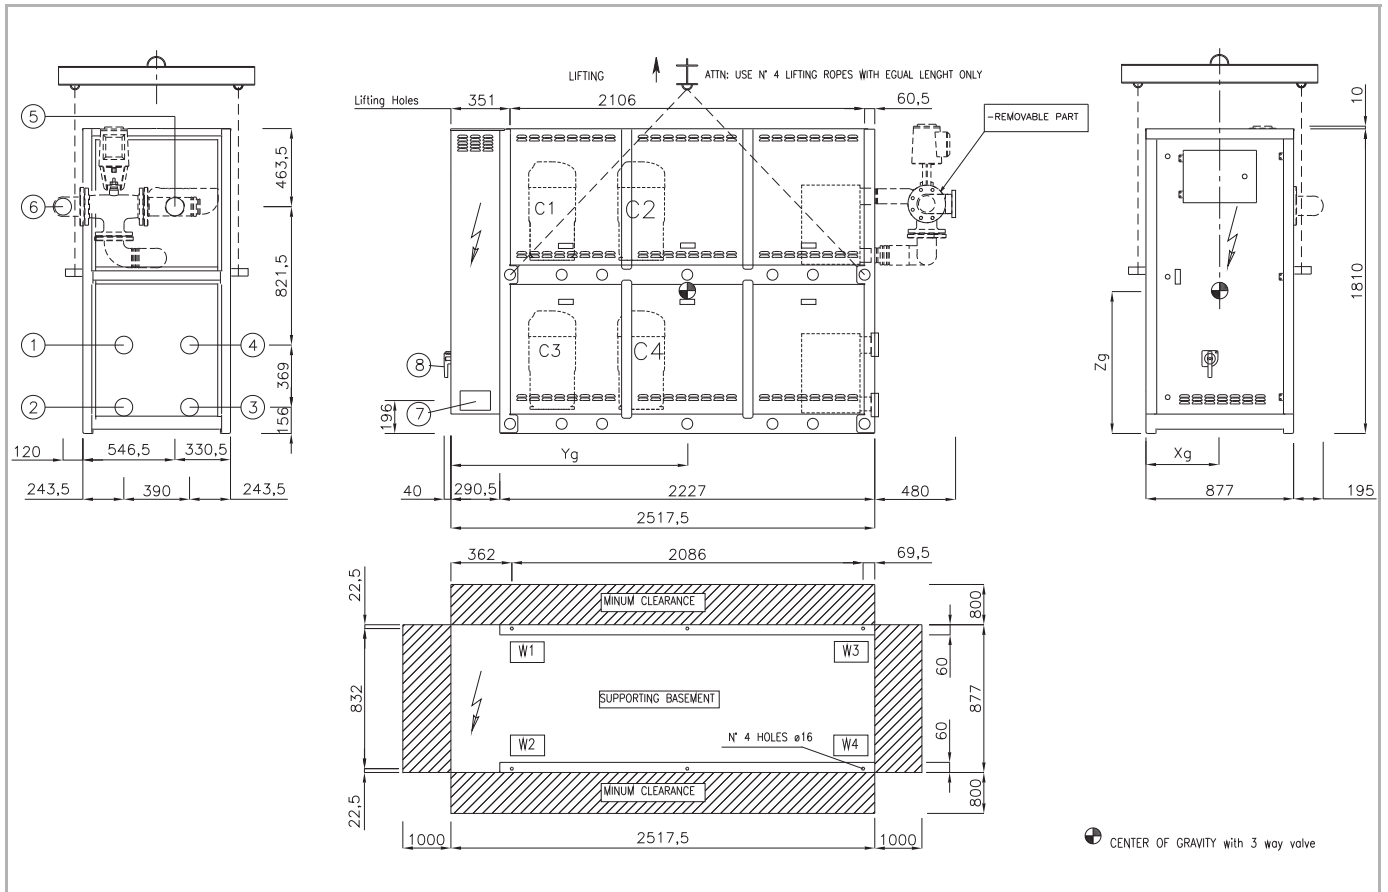 LIFTING
ATTN: USE N° 4 LIFTING ROPES WITH EGUAL LENGHT ONLY
Lifting Holes
351
2106
60,5
-REMOVABLE PART
10
5
463,5
6
C1
C2
821,5
1810
1
4
C3
C4
8
369
Zg
2
3
7
196
156
120
546,5
330,5
Yg
Xg
243,5
390
243,5
40
290,5
2227
480
877
195
2517,5
362
2086
69,5
22,5
MINUM CLEARANCE
800
W1
W3
60
832
SUPPORTING BASEMENT
877
W2
N° 4 HOLES ø16
W4
60
MINUM CLEARANCE
800
22,5
1000
2517,5
1000
CENTER OF GRAVITY with 3 way valve